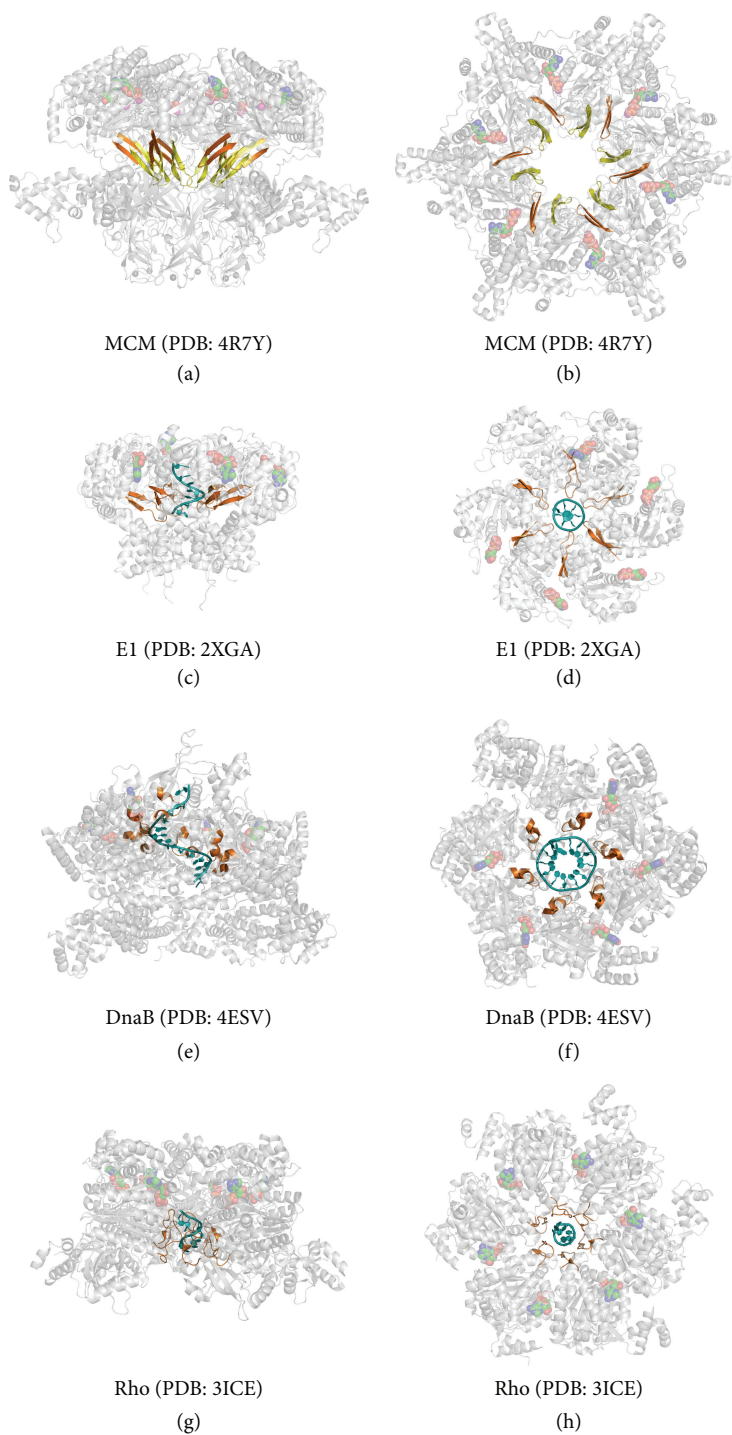 MCM (PDB: 4R7Y)
(a)
MCM (PDB: 4R7Y)
(b)
E1 (PDB: 2XGA)
(c)
E1 (PDB: 2XGA)
(d)
DnaB (PDB: 4ESV)
(e)
DnaB (PDB: 4ESV)
(f)
Rho (PDB: 3ICE)
(g)
Rho (PDB: 3ICE)
(h)